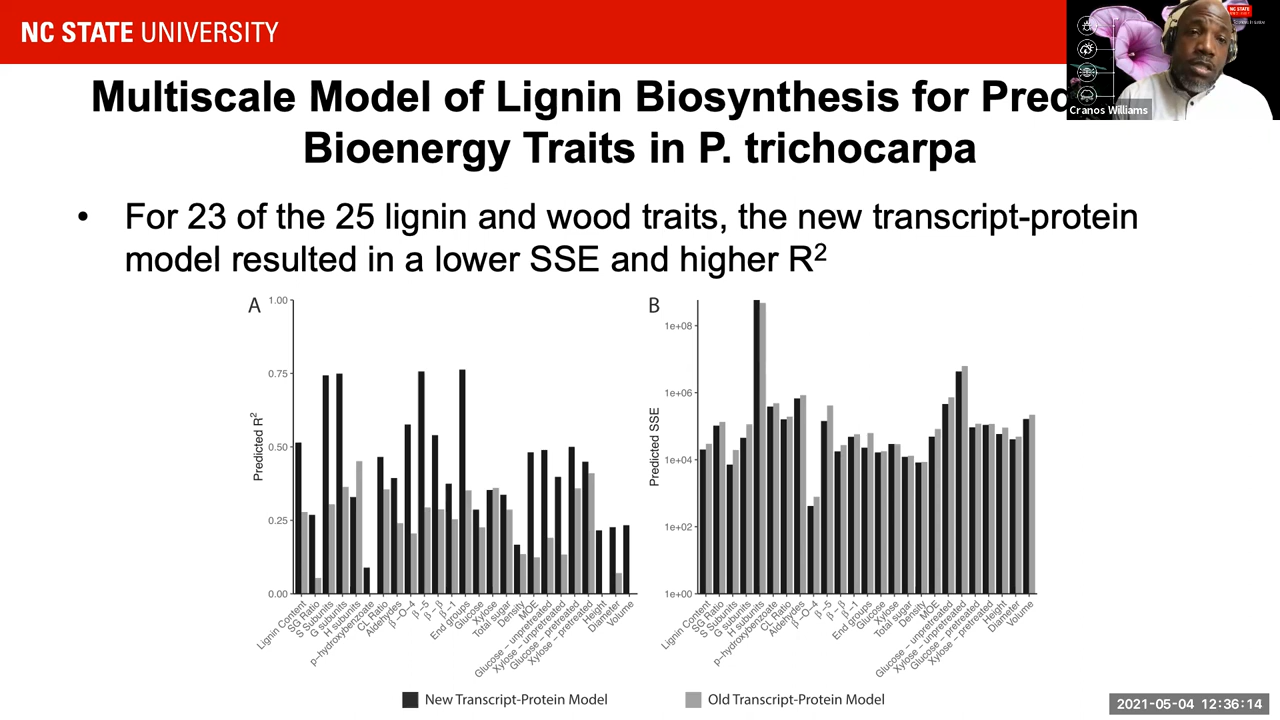 NC STATE UNIVERSITY
NC STATE
Cranos Williams
Multiscale Model of Lignin Biosynthesis for Pred
Bioenergy Traits in P. trichocarpa
• For 23 of the 25 lignin and wood traits, the new transcript-protein
model resulted in a lower SSE and higher R²
A
1.00
0.75
0.50
0.25
0.00
Predicted R²
Lignin Content
SG Ratio
S Subunits
G subunits
H subunits
p-hydroxybenzoate
CL Ratio
Aldehydes
β-O-4
β-5
β-β
β-1
End groups
Glucose
Xylose
Total sugar
Density
MOE
Glucose - unpretreated
Xylose - unpretreated
Glucose - pretreated
Xylose - pretreated
Height
Diameter
Volume
B
1e+08
1e+06
1e+04
1e+02
1e+00
Predicted SSE
Lignin Content
SG Ratio
S Subunits
G subunits
H subunits
p-hydroxybenzoate
CL Ratio
Aldehydes
β-O-4
β-5
β-β
β-1
End groups
Glucose
Xylose
Total sugar
Density
MOE
Glucose - unpretreated
Xylose - unpretreated
Glucose - pretreated
Xylose - pretreated
Height
Diameter
Volume
New Transcript-Protein Model
Old Transcript-Protein Model
2021-05-04 12:36:14